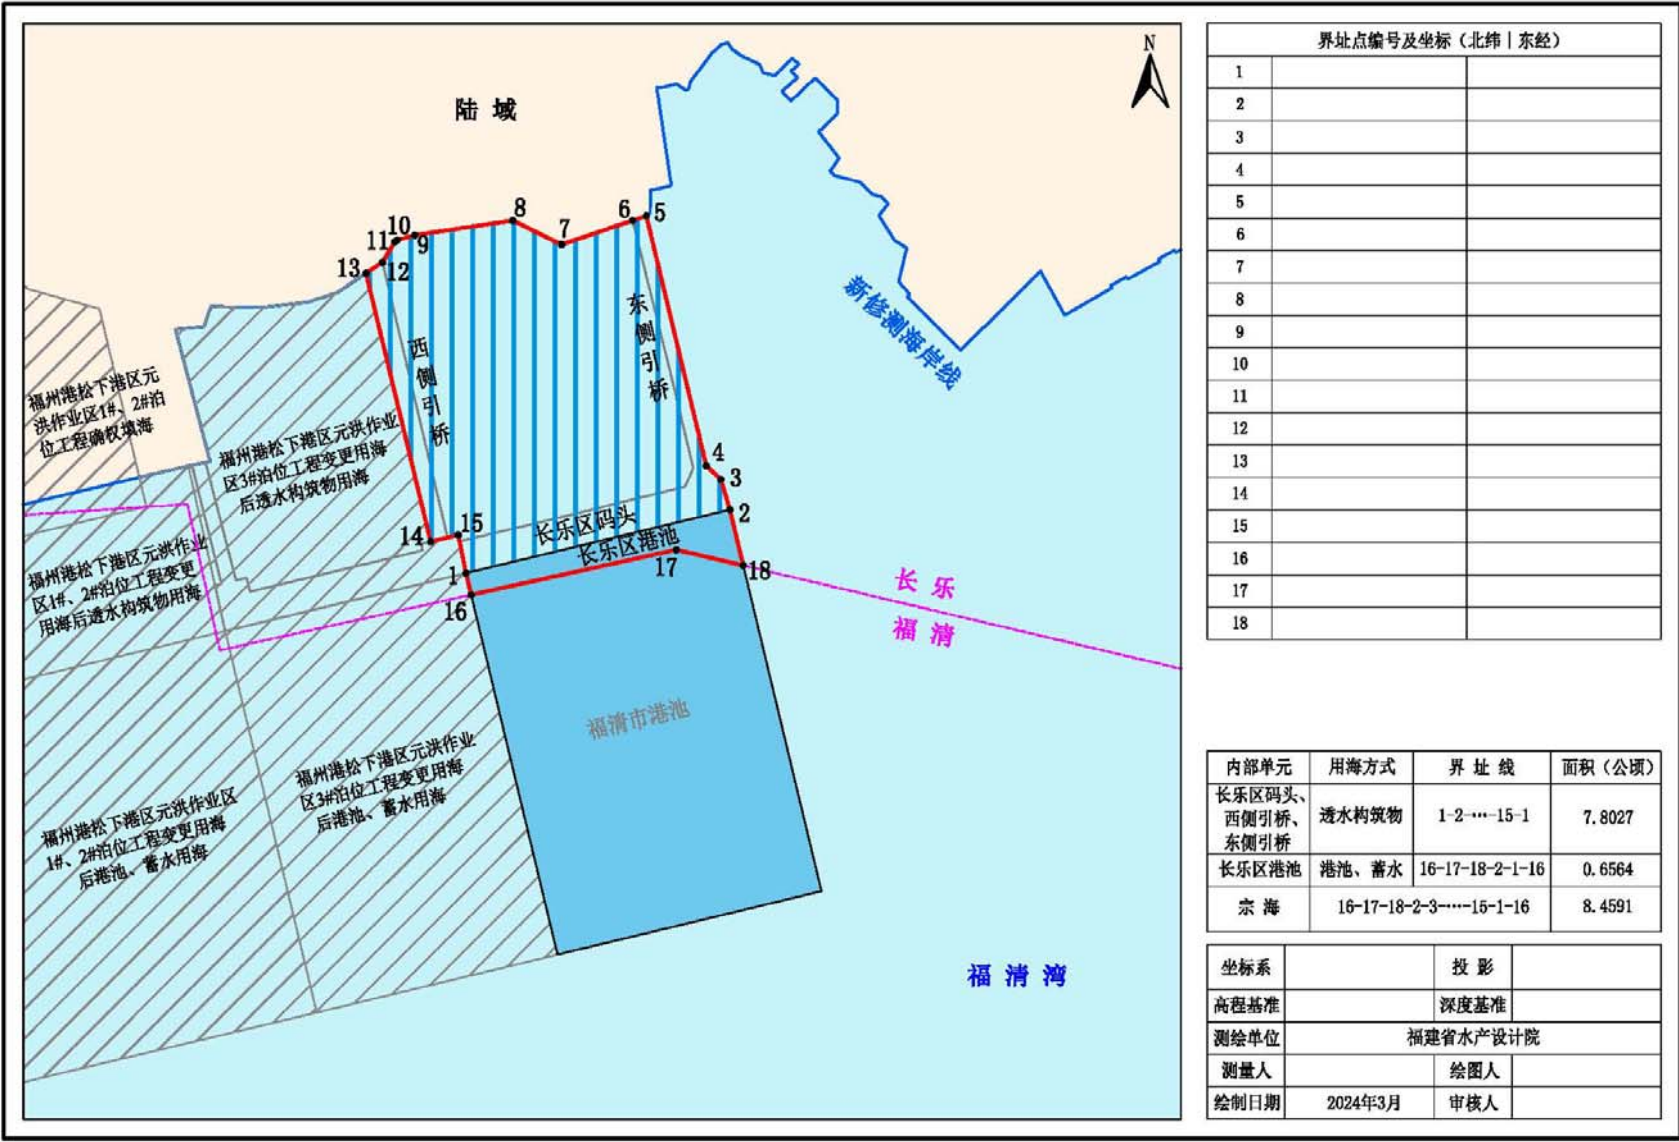 陆 域
N
1
2
3
4
5
6
7
8
9
10
11
12
13
14
15
16
17
18
西侧引桥
东侧引桥
长乐区码头
长乐区港池
新修测海岸线
福州港松下港区元
洪作业区1#、2#泊
位工程确权填海
福州港松下港区元洪作业
区3#泊位工程变更用海
后透水构筑物用海
福州港松下港区元洪作业
区1#、2#泊位工程变更
用海后透水构筑物用海
长 乐
福 清
福清市港池
福州港松下港区元洪作业区
1#、2#泊位工程变更用海
后港池、蓄水用海
福州港松下港区元洪作业
区3#泊位工程变更用海
后港池、蓄水用海
福 清 湾
界址点编号及坐标（北纬|东经）
1
2
3
4
5
6
7
8
9
10
11
12
13
14
15
16
17
18
内部单元 用海方式 界 址 线 面积（公顷）
长乐区码头、
西侧引桥、
东侧引桥
透水构筑物 1-2-…-15-1 7.8027
长乐区港池 港池、蓄水 16-17-18-2-1-16 0.6564
宗 海 16-17-18-2-3-…-15-1-16 8.4591
坐标系 投 影
高程基准 深度基准
测绘单位 福建省水产设计院
测量人 绘图人
绘制日期 2024年3月 审核人